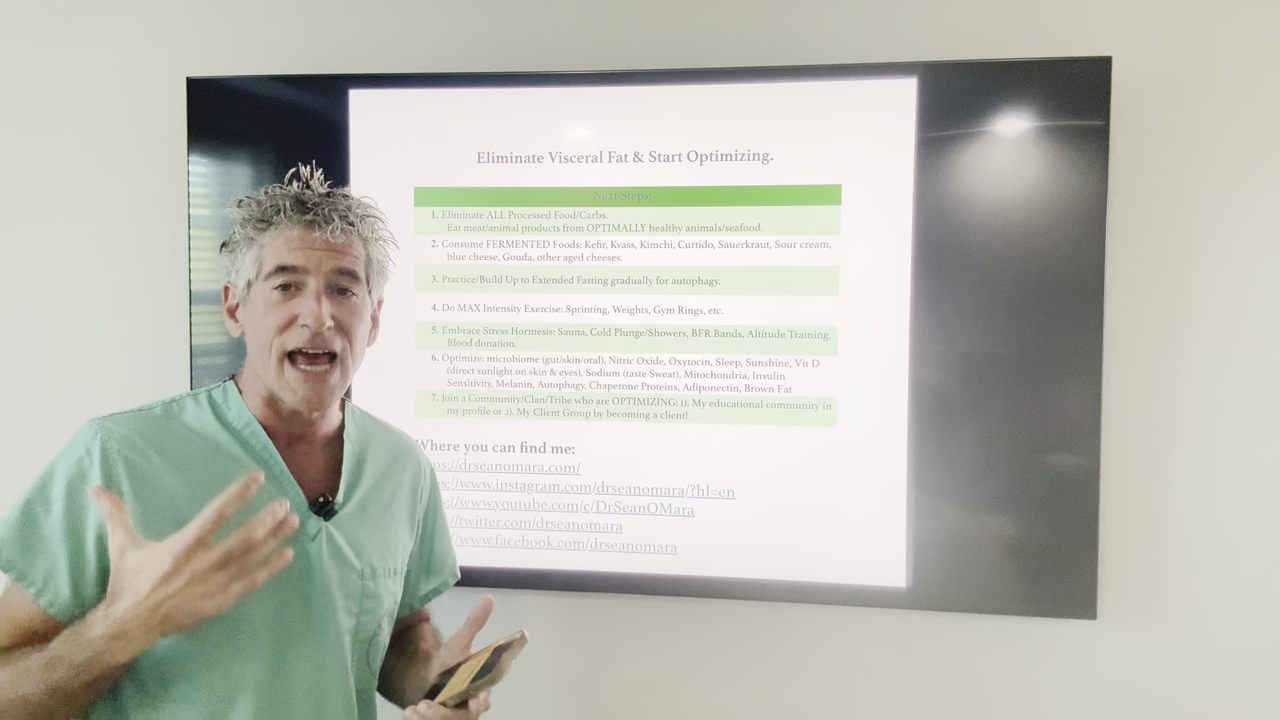 Eliminate Visceral Fat & Start Optimizing.
Next Steps:
1. Eliminate ALL Processed Food/Carbs.
Eat meat/animal products from OPTIMALLY healthy animals/seafood.
2. Consume FERMENTED Foods: Kefir, Kvass, Kimchi, Curtido, Sauerkraut, Sour cream,
blue cheese, Gouda, other aged cheeses.
3. Practice/Build Up to Extended Fasting gradually for autophagy.
4. Do MAX Intensity Exercise: Sprinting, Weights, Gym Rings, etc.
5. Embrace Stress Hormesis: Sauna, Cold Plunge/Showers, BFR Bands, Altitude Training,
Blood donation.
6. Optimize: microbiome (gut/skin/oral), Nitric Oxide, Oxytocin, Sleep, Sunshine, Vit D
(direct sunlight on skin & eyes), Sodium (taste Sweat), Mitochondria, Insulin
Sensitivity, Melanin, Autophagy, Chaperone Proteins, Adiponectin, Brown Fat
7. Join a Community/Clan/Tribe who are OPTIMIZING: 1). My educational community in
my profile or 2). My Client Group by becoming a client!
Where you can find me:
ps://drseanomara.com/
s://www.instagram.com/drseanomara/?hl=en
s://www.youtube.com/c/DrSeanOMara
://twitter.com/drseanomara
//www.facebook.com/drseanomara